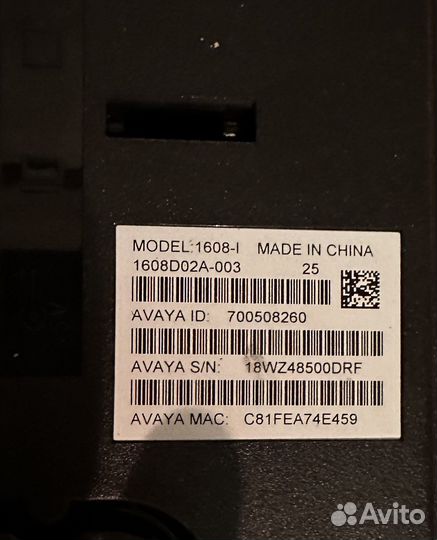 MODEL:1608-I MADE IN CHINA
1608D02A-003 25
AVAYA ID: 700508260
AVAYA S/N: 18WZ48500DRF
AVAYA MAC: C81FEA74E459
Avito